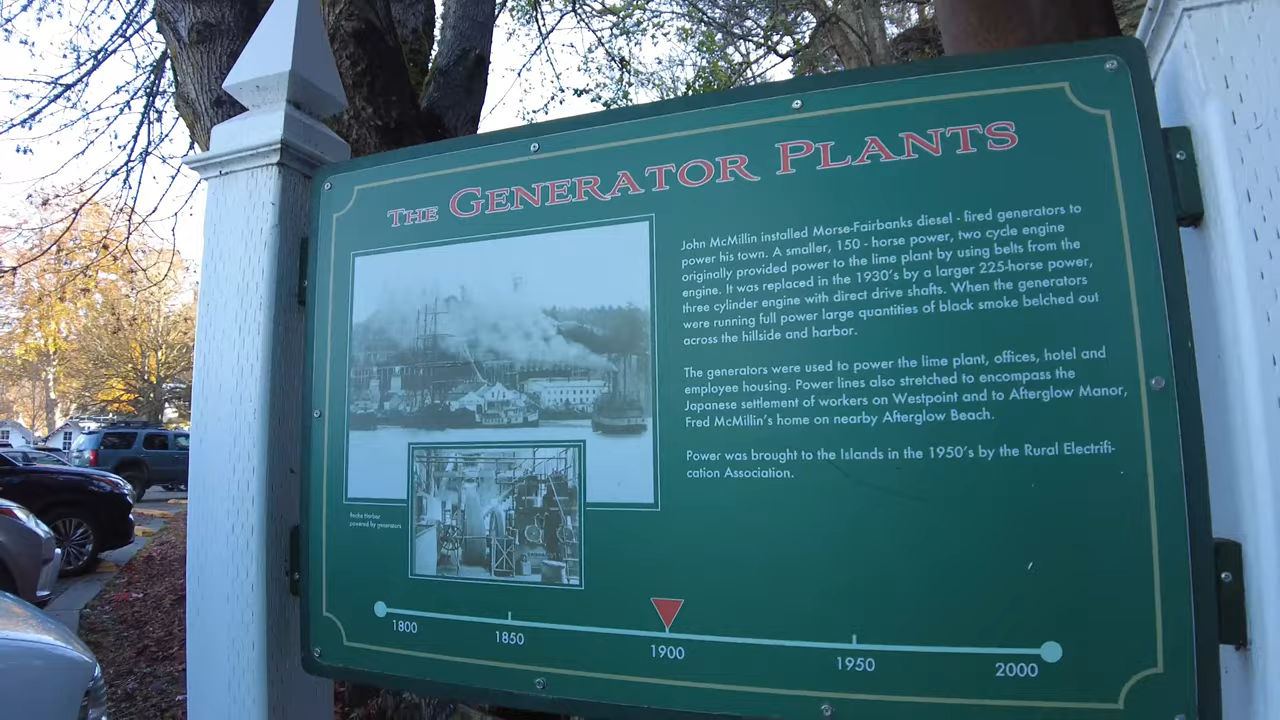 The Generator Plants
John McMillin installed Morse-Fairbanks diesel - fired generators to
power his town. A smaller, 150 - horse power, two cycle engine
originally provided power to the lime plant by using belts from the
engine. It was replaced in the 1930's by a larger 225-horse power,
three cylinder engine with direct drive shafts. When the generators
were running full power large quantities of black smoke belched out
across the hillside and harbor.
The generators were used to power the lime plant, offices, hotel and
employee housing. Power lines also stretched to encompass the
Japanese settlement of workers on Westpoint and to Afterglow Manor,
Fred McMillin's home on nearby Afterglow Beach.
Power was brought to the Islands in the 1950's by the Rural Electrifi-
cation Association.
Roche Harbor
powered by generators
1800
1850
1900
1950
2000